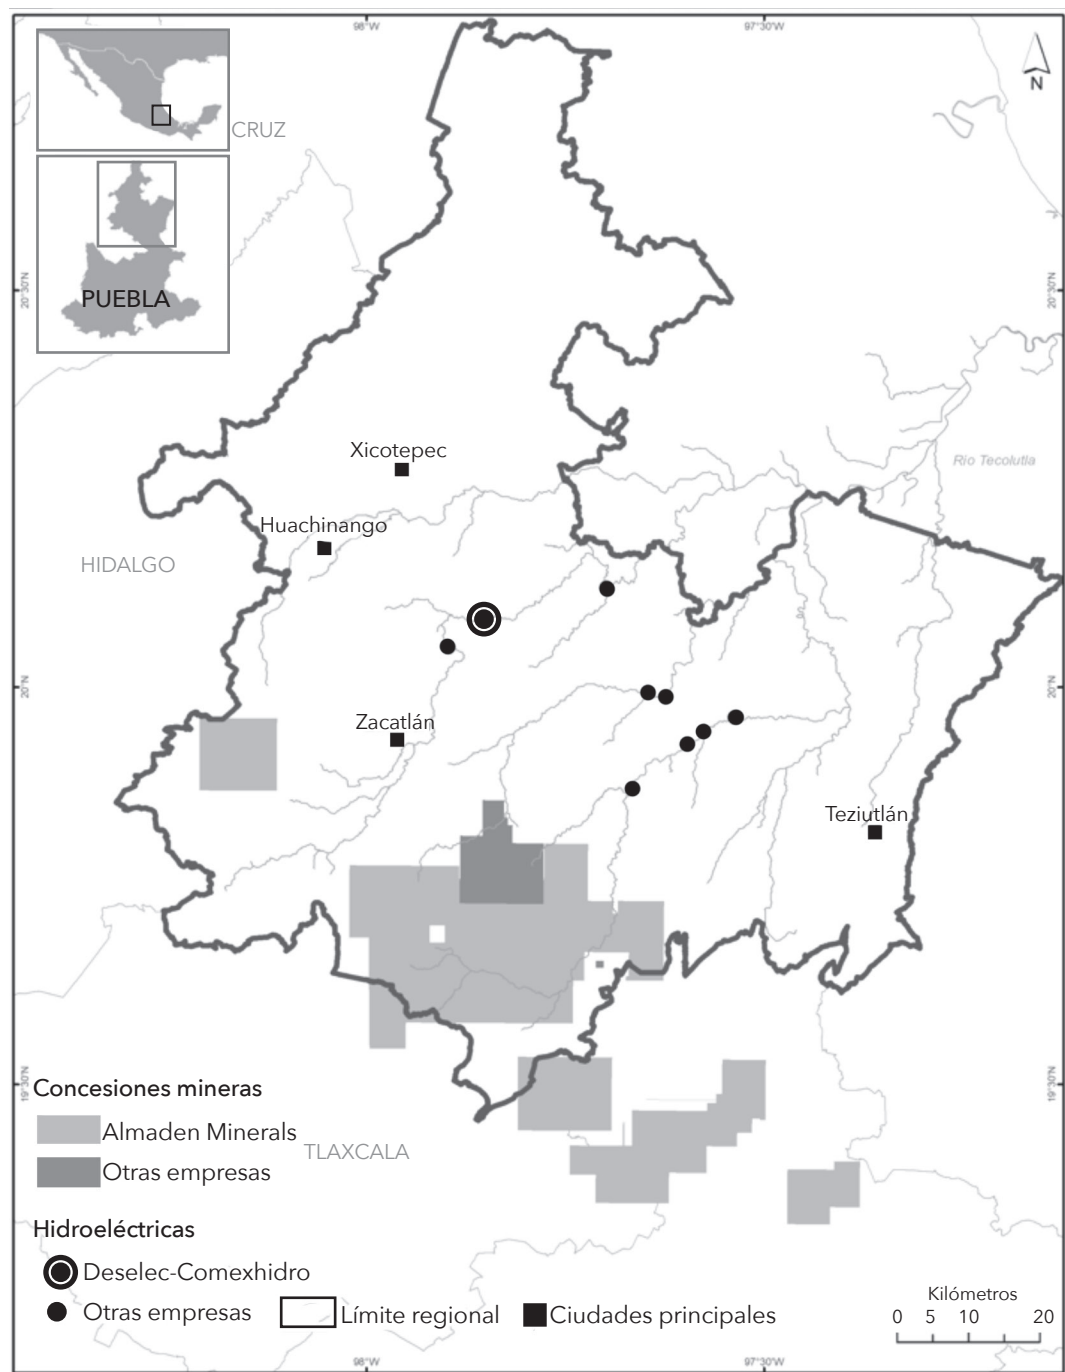 98°W
97°30'W
N
CRUZ
PUEBLA
20°30'N
20°30'N
Xicotepec
Río Tecolutla
Huachinango
HIDALGO
20°N
20°N
Zacatlán
Teziutlán
19°30'N
19°30'N
Concesiones mineras
Almaden Minerals
TLAXCALA
Otras empresas
Hidroeléctricas
Deselec-Comexhidro
Otras empresas
Límite regional
Ciudades principales
Kilómetros
0 5 10 20
98°W
97°30'W